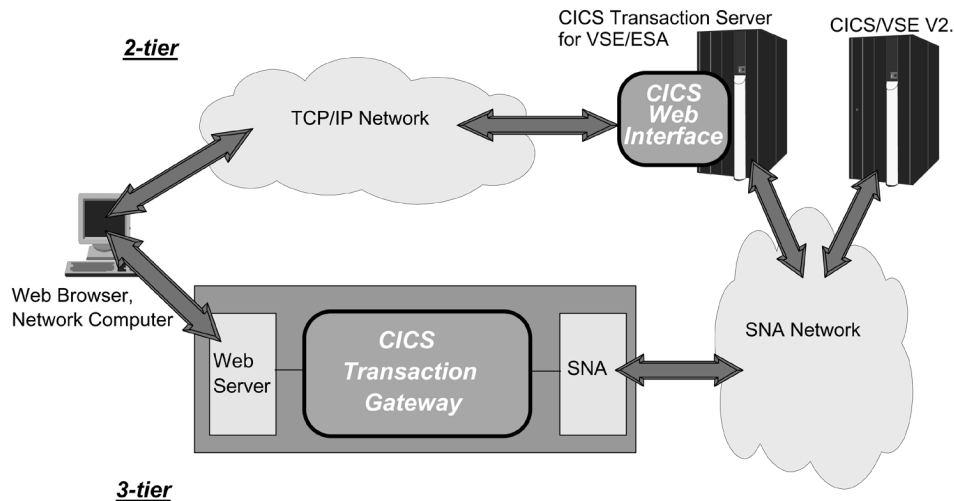 CICS Transaction Server
for VSE/ESA
CICS/VSE V2.
2-tier
TCP/IP Network
CICS
Web
Interface
Web Browser,
Network Computer
SNA Network
Web
Server
CICS
Transaction
Gateway
SNA
3-tier